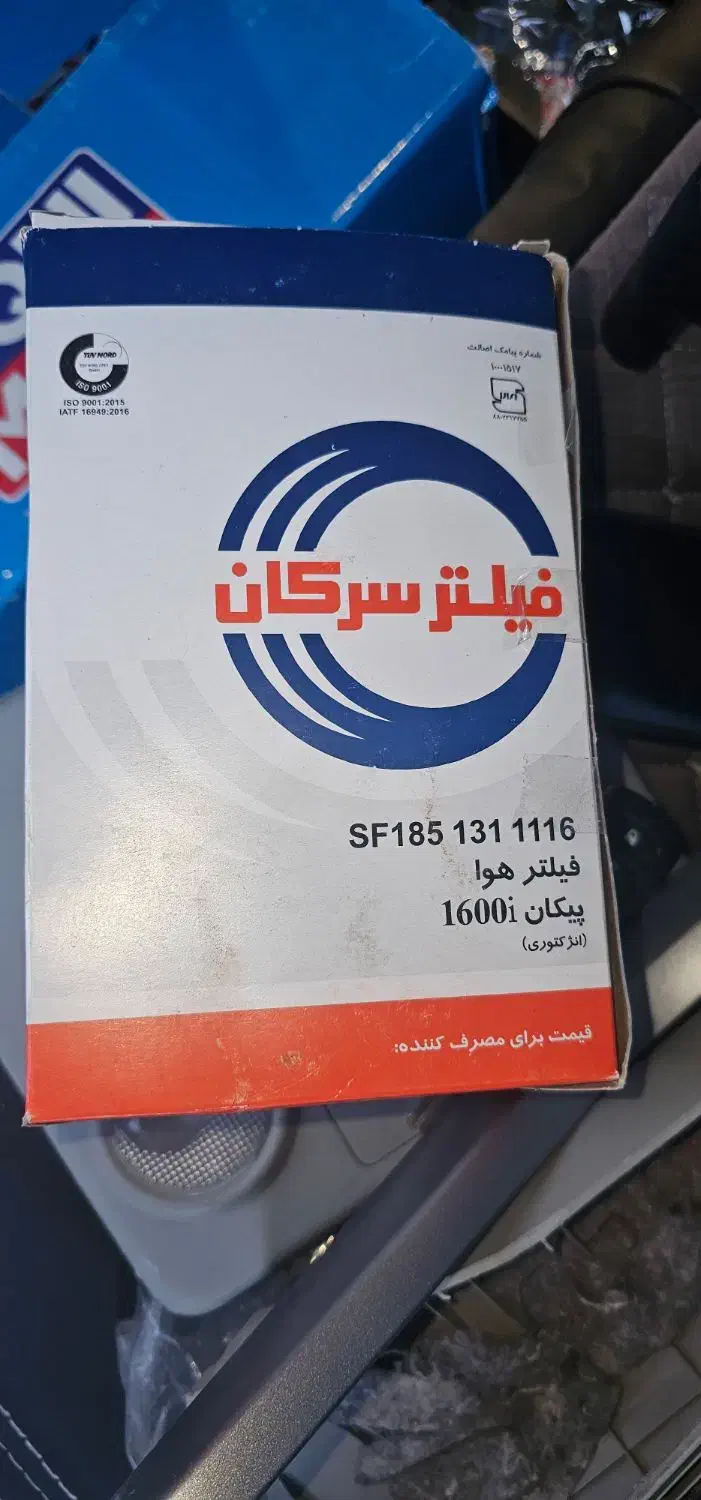 TUV NORD
ISO 9001
ISO 9001:2015
IATF 16949:2016
شماره پیامک اصالت
۱۰۰۰۱۵۱۷
فیلتر سرکان
SF185 131 1116
فیلتر هوا
پیکان 1600i
(انژکتوری)
قیمت برای مصرف کننده: